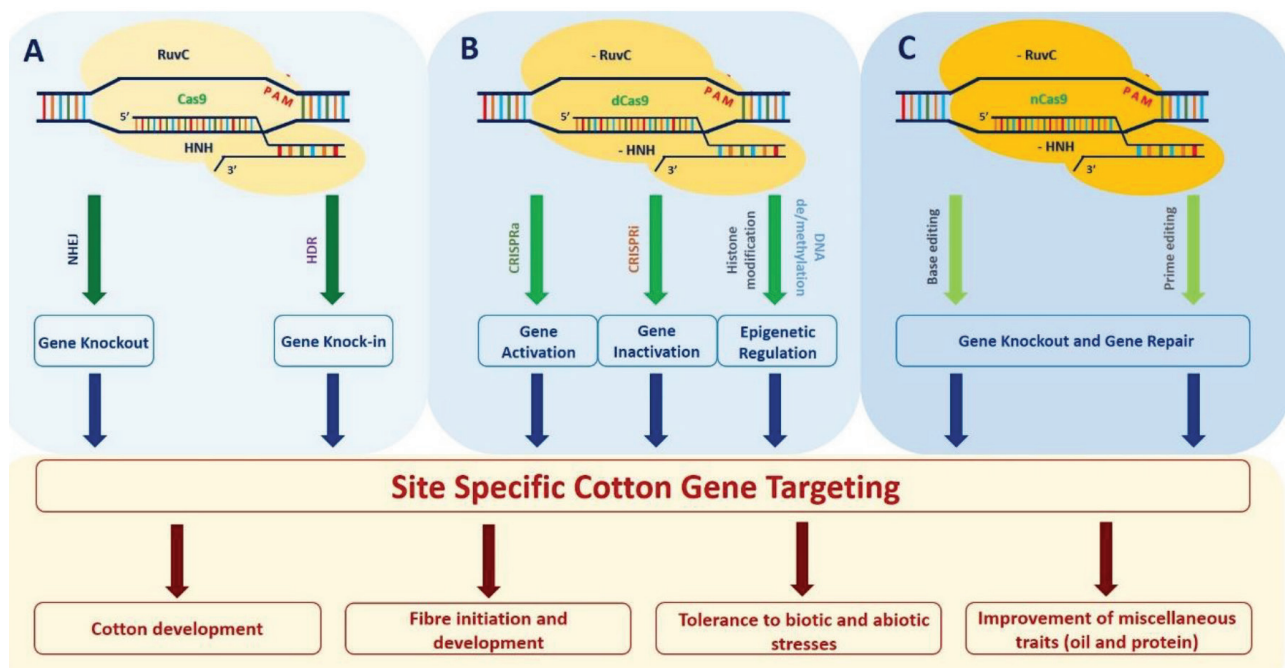 A
RuvC
Cas9
PAM
5’
HNH
3’
NHEJ
HDR
Gene Knockout
Gene Knock-in
B
- RuvC
dCas9
PAM
5’
- HNH
3’
CRISPRa
CRISPRi
Histone
modification
DNA
de/methylation
Gene
Activation
Gene
Inactivation
Epigenetic
Regulation
C
- RuvC
nCas9
PAM
5’
- HNH
3’
Base editing
Prime editing
Gene Knockout and Gene Repair
Site Specific Cotton Gene Targeting
Cotton development
Fibre initiation and
development
Tolerance to biotic and abiotic
stresses
Improvement of miscellaneous
traits (oil and protein)